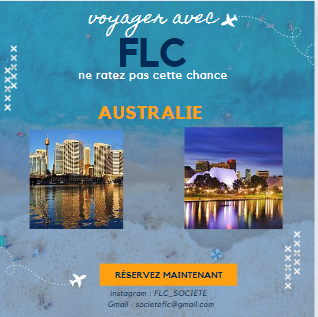 voyager avec
FLC
ne ratez pas cette chance
AUSTRALIE
RÉSERVEZ MAINTENANT
instagram : FLC_SOCIETE
Gmail : societeflc@gmail.com